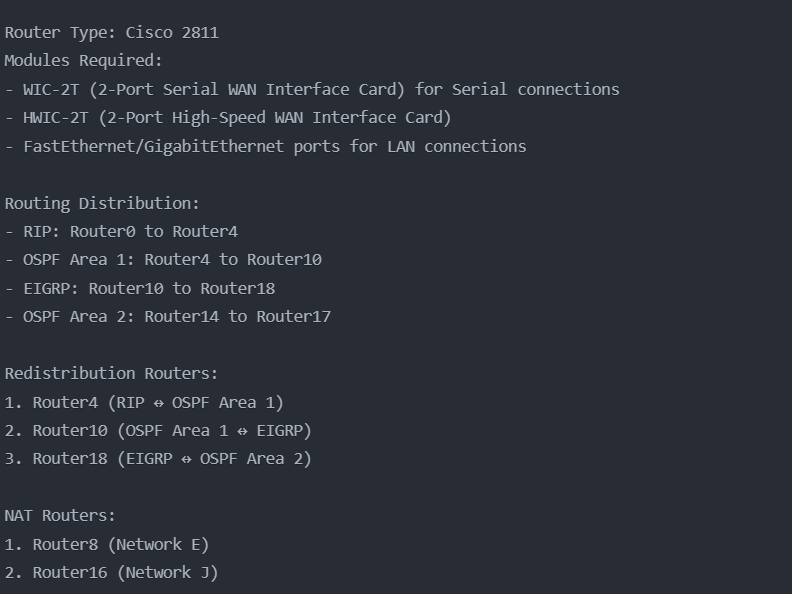 Router Type: Cisco 2811
Modules Required:
- WIC-2T (2-Port Serial WAN Interface Card) for Serial connections
- HWIC-2T (2-Port High-Speed WAN Interface Card)
- FastEthernet/GigabitEthernet ports for LAN connections
Routing Distribution:
- RIP: Router0 to Router4
- OSPF Area 1: Router4 to Router10
- EIGRP: Router10 to Router18
- OSPF Area 2: Router14 to Router17
Redistribution Routers:
1. Router4 (RIP ↔ OSPF Area 1)
2. Router10 (OSPF Area 1 ↔ EIGRP)
3. Router18 (EIGRP ↔ OSPF Area 2)
NAT Routers:
1. Router8 (Network E)
2. Router16 (Network J)